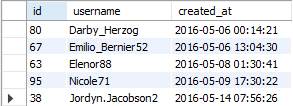 id username created_at
80 Darby_Herzog 2016-05-06 00:14:21
67 Emilio_Bernier52 2016-05-06 13:04:30
63 Elenor88 2016-05-08 01:30:41
95 Nicole71 2016-05-09 17:30:22
38 Jordyn.Jacobson2 2016-05-14 07:56:26